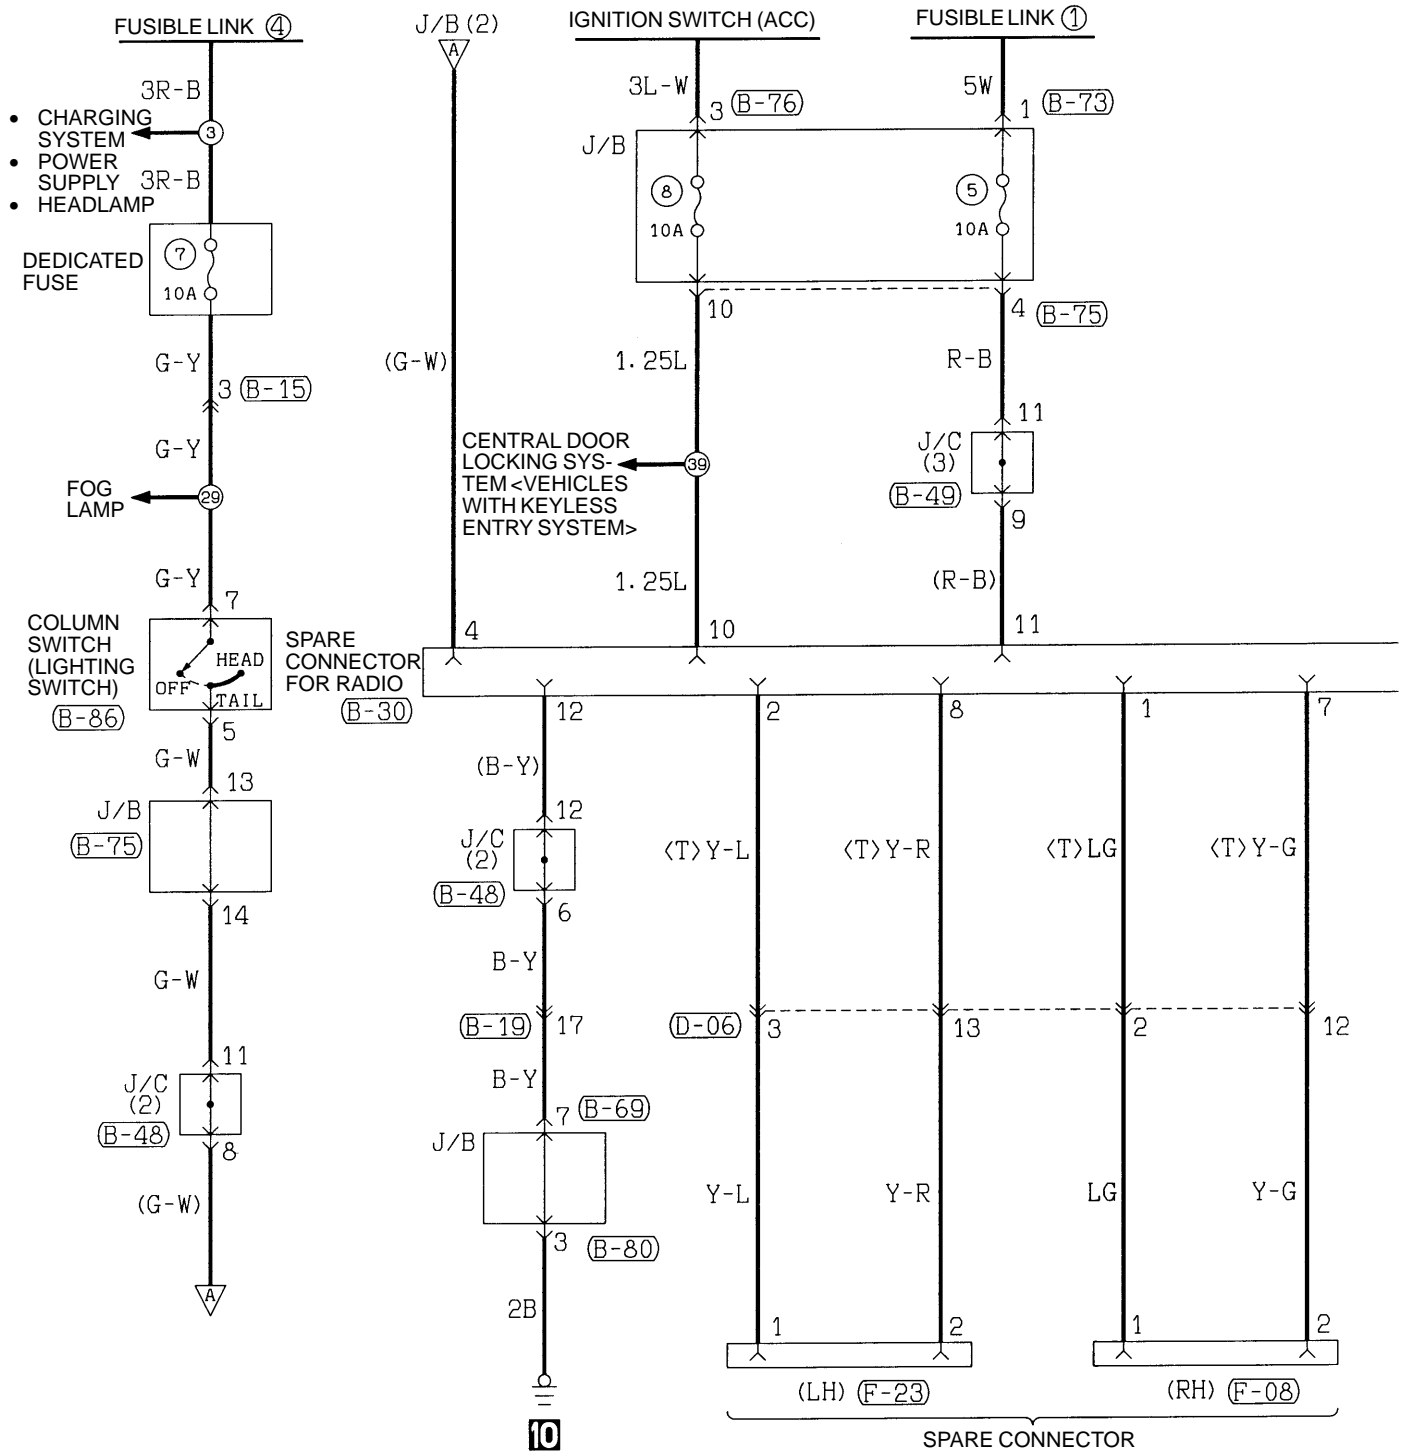 FUSIBLE LINK ④
J/B (2)
IGNITION SWITCH (ACC)
FUSIBLE LINK ①
A
3R-B
3L-W
5W
3
B-76
1
B-73
• CHARGING
SYSTEM
• POWER
SUPPLY
• HEADLAMP
3
3R-B
J/B
8
10A
5
10A
DEDICATED
FUSE
7
10A
10
4
B-75
G-Y
(G-W)
1.25L
R-B
3
B-15
11
G-Y
CENTRAL DOOR
LOCKING SYS-
TEM <VEHICLES
WITH KEYLESS
ENTRY SYSTEM>
39
J/C
(3)
B-49
FOG
LAMP
29
9
G-Y
1.25L
(R-B)
7
COLUMN
SWITCH
(LIGHTING
SWITCH)
B-86
HEAD
OFF
TAIL
SPARE
CONNECTOR
FOR RADIO
B-30
4
10
11
5
12
2
8
1
7
G-W
(B-Y)
13
J/B
B-75
12
J/C
(2)
B-48
<T>Y-L
<T>Y-R
<T>LG
<T>Y-G
14
6
G-W
B-Y
B-19
17
D-06
3
13
2
12
11
J/C
(2)
B-48
B-Y
7
B-69
8
J/B
(G-W)
Y-L
Y-R
LG
Y-G
3
B-80
A
2B
1
2
1
2
(LH)
F-23
(RH)
F-08
10
SPARE CONNECTOR